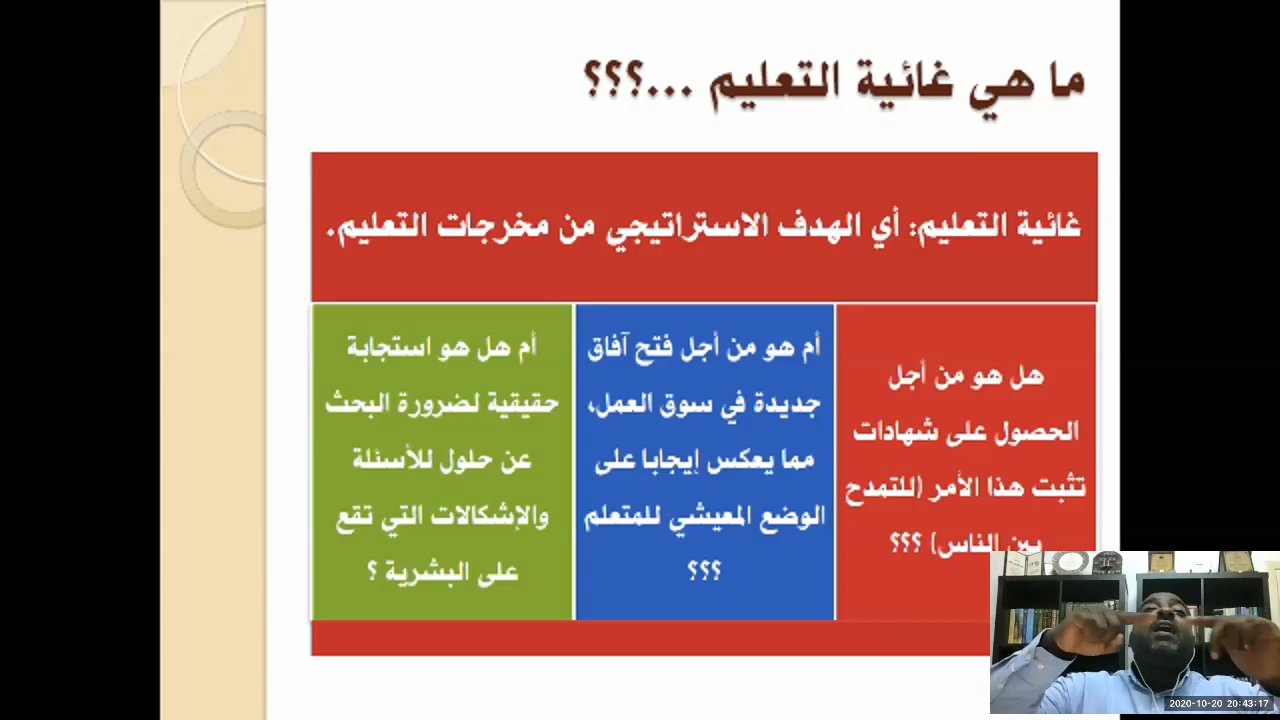 ما هي غائية التعليم ...؟؟؟
غائية التعليم: أي الهدف الاستراتيجي من مخرجات التعليم.
هل هو من أجل
الحصول على شهادات
تثبت هذا الأمر (للتمدح
بين الناس) ؟؟؟
أم هو من أجل فتح آفاق
جديدة في سوق العمل،
مما يعكس إيجابا على
الوضع المعيشي للمتعلم
؟؟؟
أم هل هو استجابة
حقيقية لضرورة البحث
عن حلول للأسئلة
والإشكالات التي تقع
على البشرية ؟
2020-10-20 20:43:17